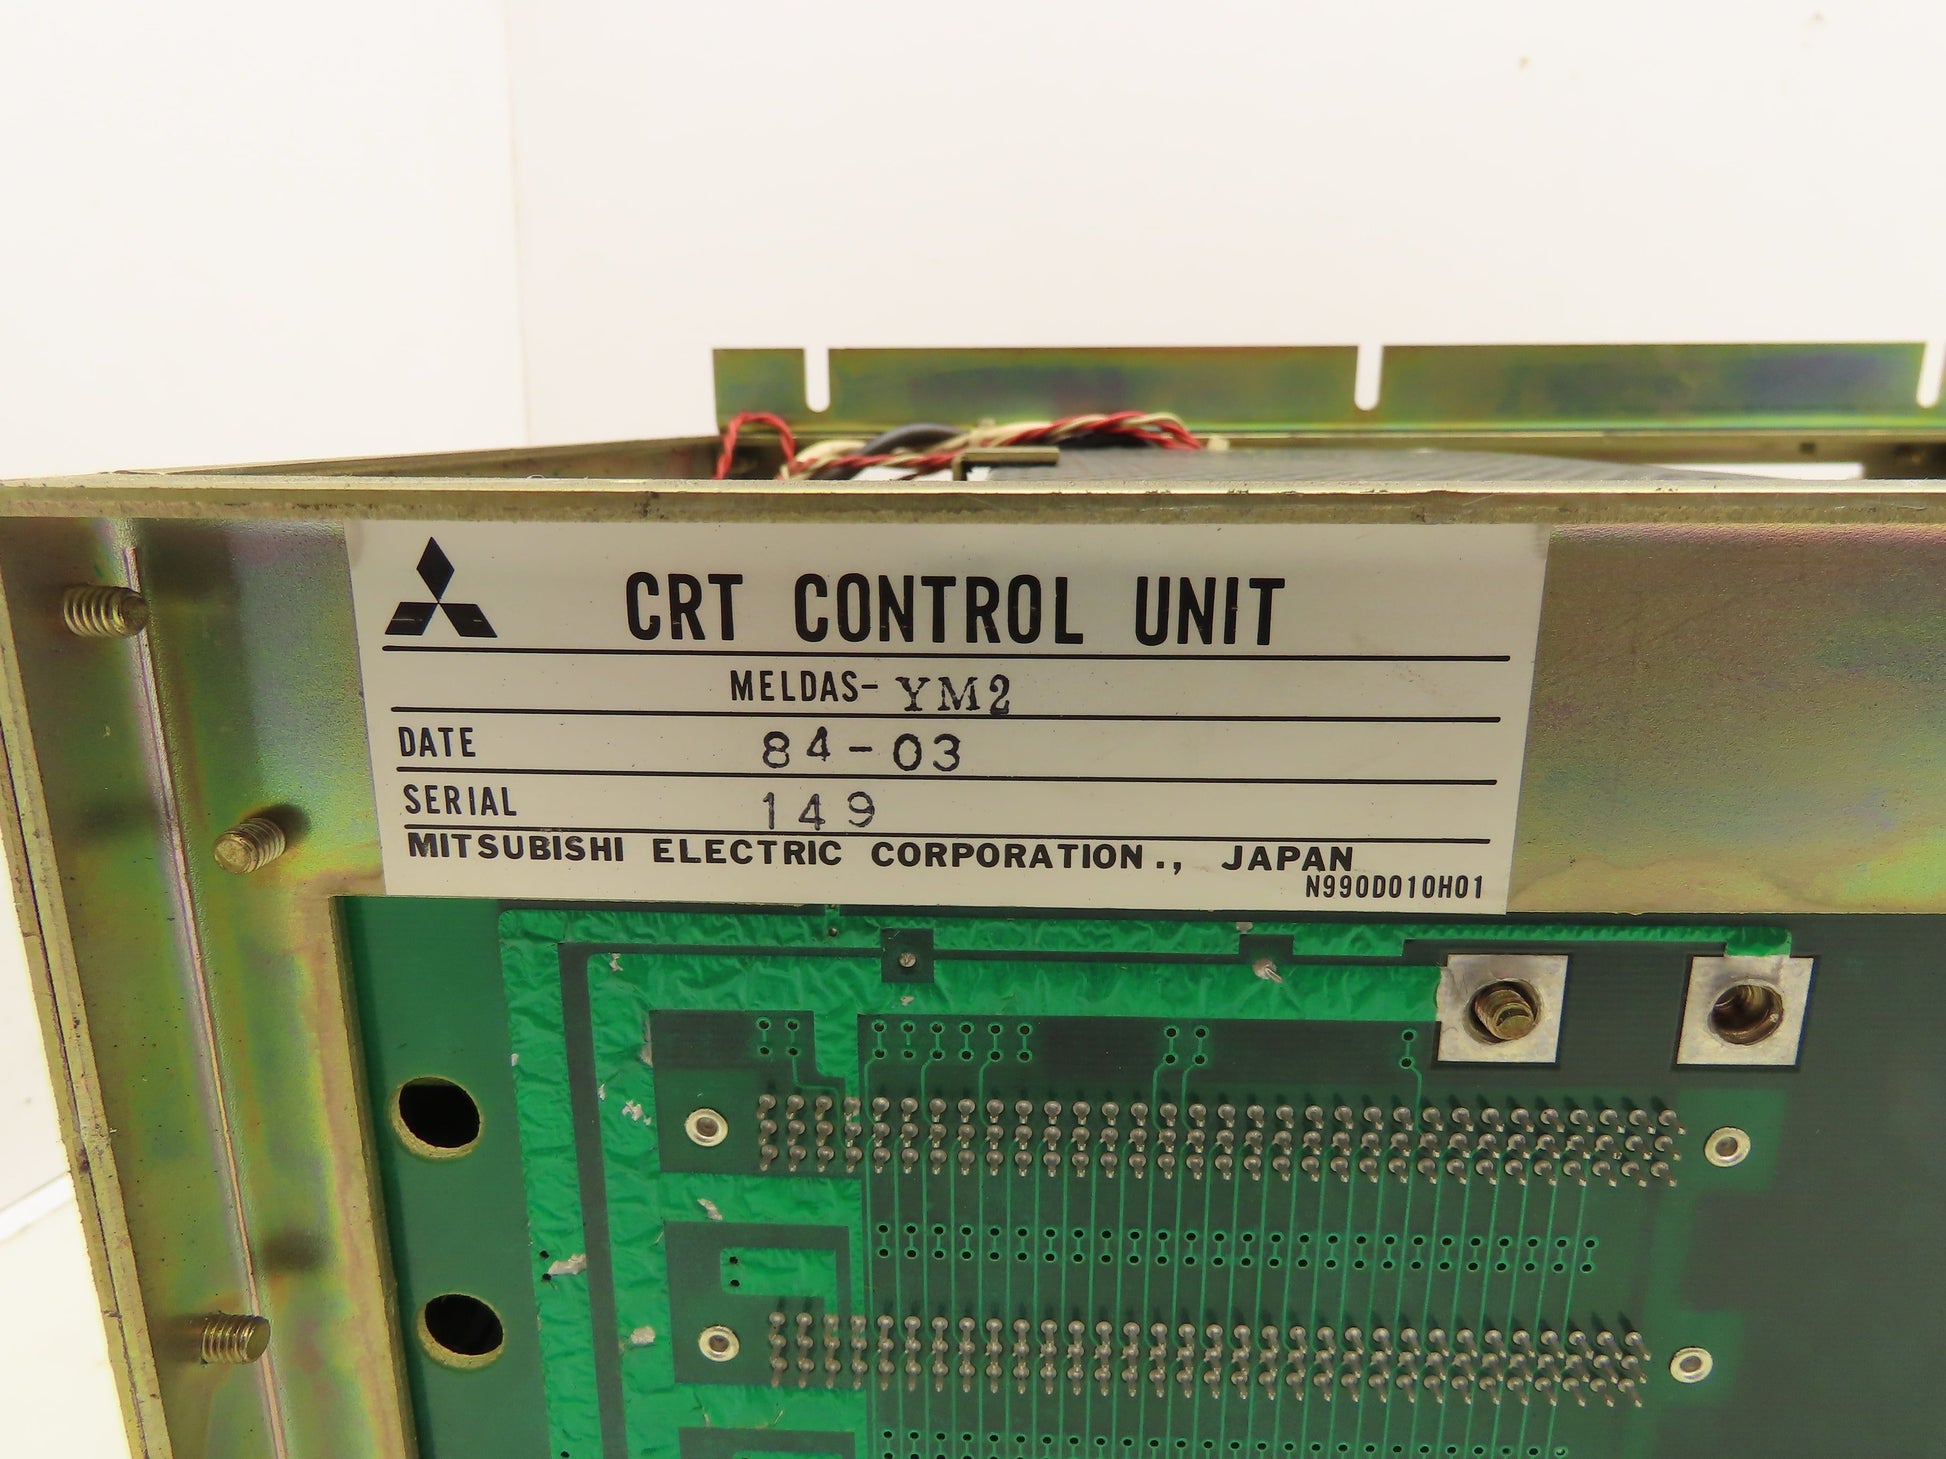 CRT CONTROL UNIT
MELDAS- YM2
DATE 84-03
SERIAL 149
MITSUBISHI ELECTRIC CORPORATION., JAPAN
N990D010H01